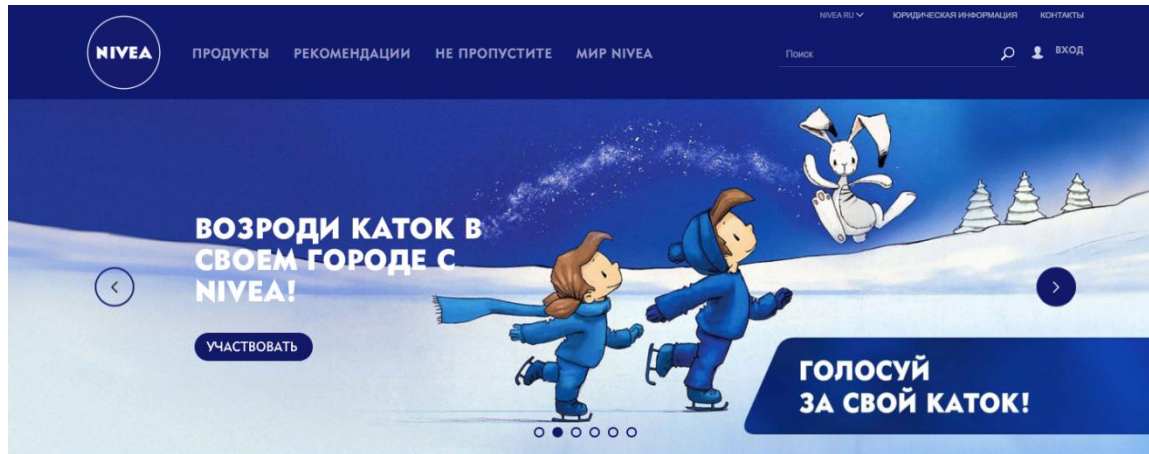 NIVEA RU
ЮРИДИЧЕСКАЯ ИНФОРМАЦИЯ
КОНТАКТЫ
NIVEA
ПРОДУКТЫ
РЕКОМЕНДАЦИИ
НЕ ПРОПУСТИТЕ
МИР NIVEA
Поиск
ВХОД
ВОЗРОДИ КАТОК В
СВОЕМ ГОРОДЕ С
NIVEA!
УЧАСТВОВАТЬ
ГОЛОСУЙ
ЗА СВОЙ КАТОК!